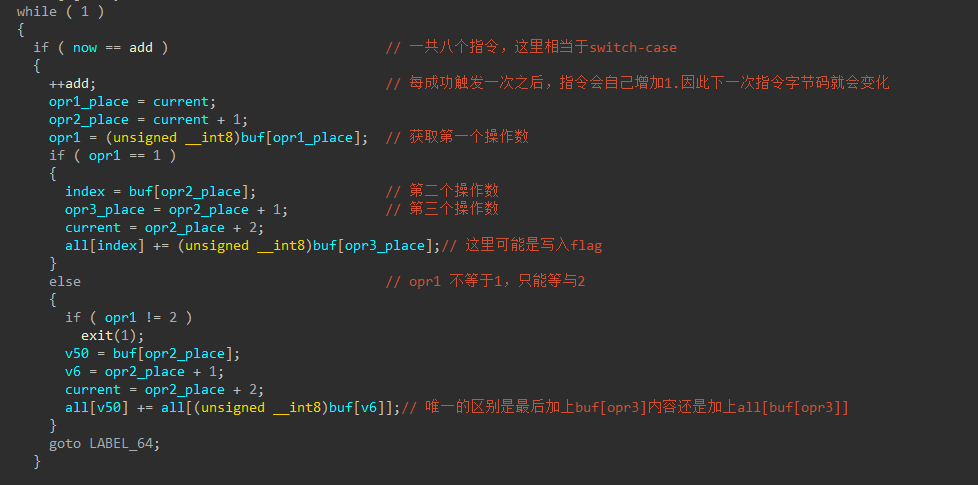 while ( 1 )
{
if ( now == add ) // 一共八个指令，这里相当于switch-case
{
++add; // 每成功触发一次之后，指令会自己增加1.因此下一次指令字节码就会变化
opr1_place = current;
opr2_place = current + 1;
opr1 = (unsigned __int8)buf[opr1_place]; // 获取第一个操作数
if ( opr1 == 1 )
{
index = buf[opr2_place]; // 第二个操作数
opr3_place = opr2_place + 1; // 第三个操作数
current = opr2_place + 2;
all[index] += (unsigned __int8)buf[opr3_place];// 这里可能是写入flag
}
else // opr1 不等于1，只能等与2
{
if ( opr1 != 2 )
exit(1);
v50 = buf[opr2_place];
v6 = opr2_place + 1;
current = opr2_place + 2;
all[v50] += all[(unsigned __int8)buf[v6]];// 唯一的区别是最后加上buf[opr3]内容还是加上all[buf[opr3]]
}
goto LABEL_64;
}